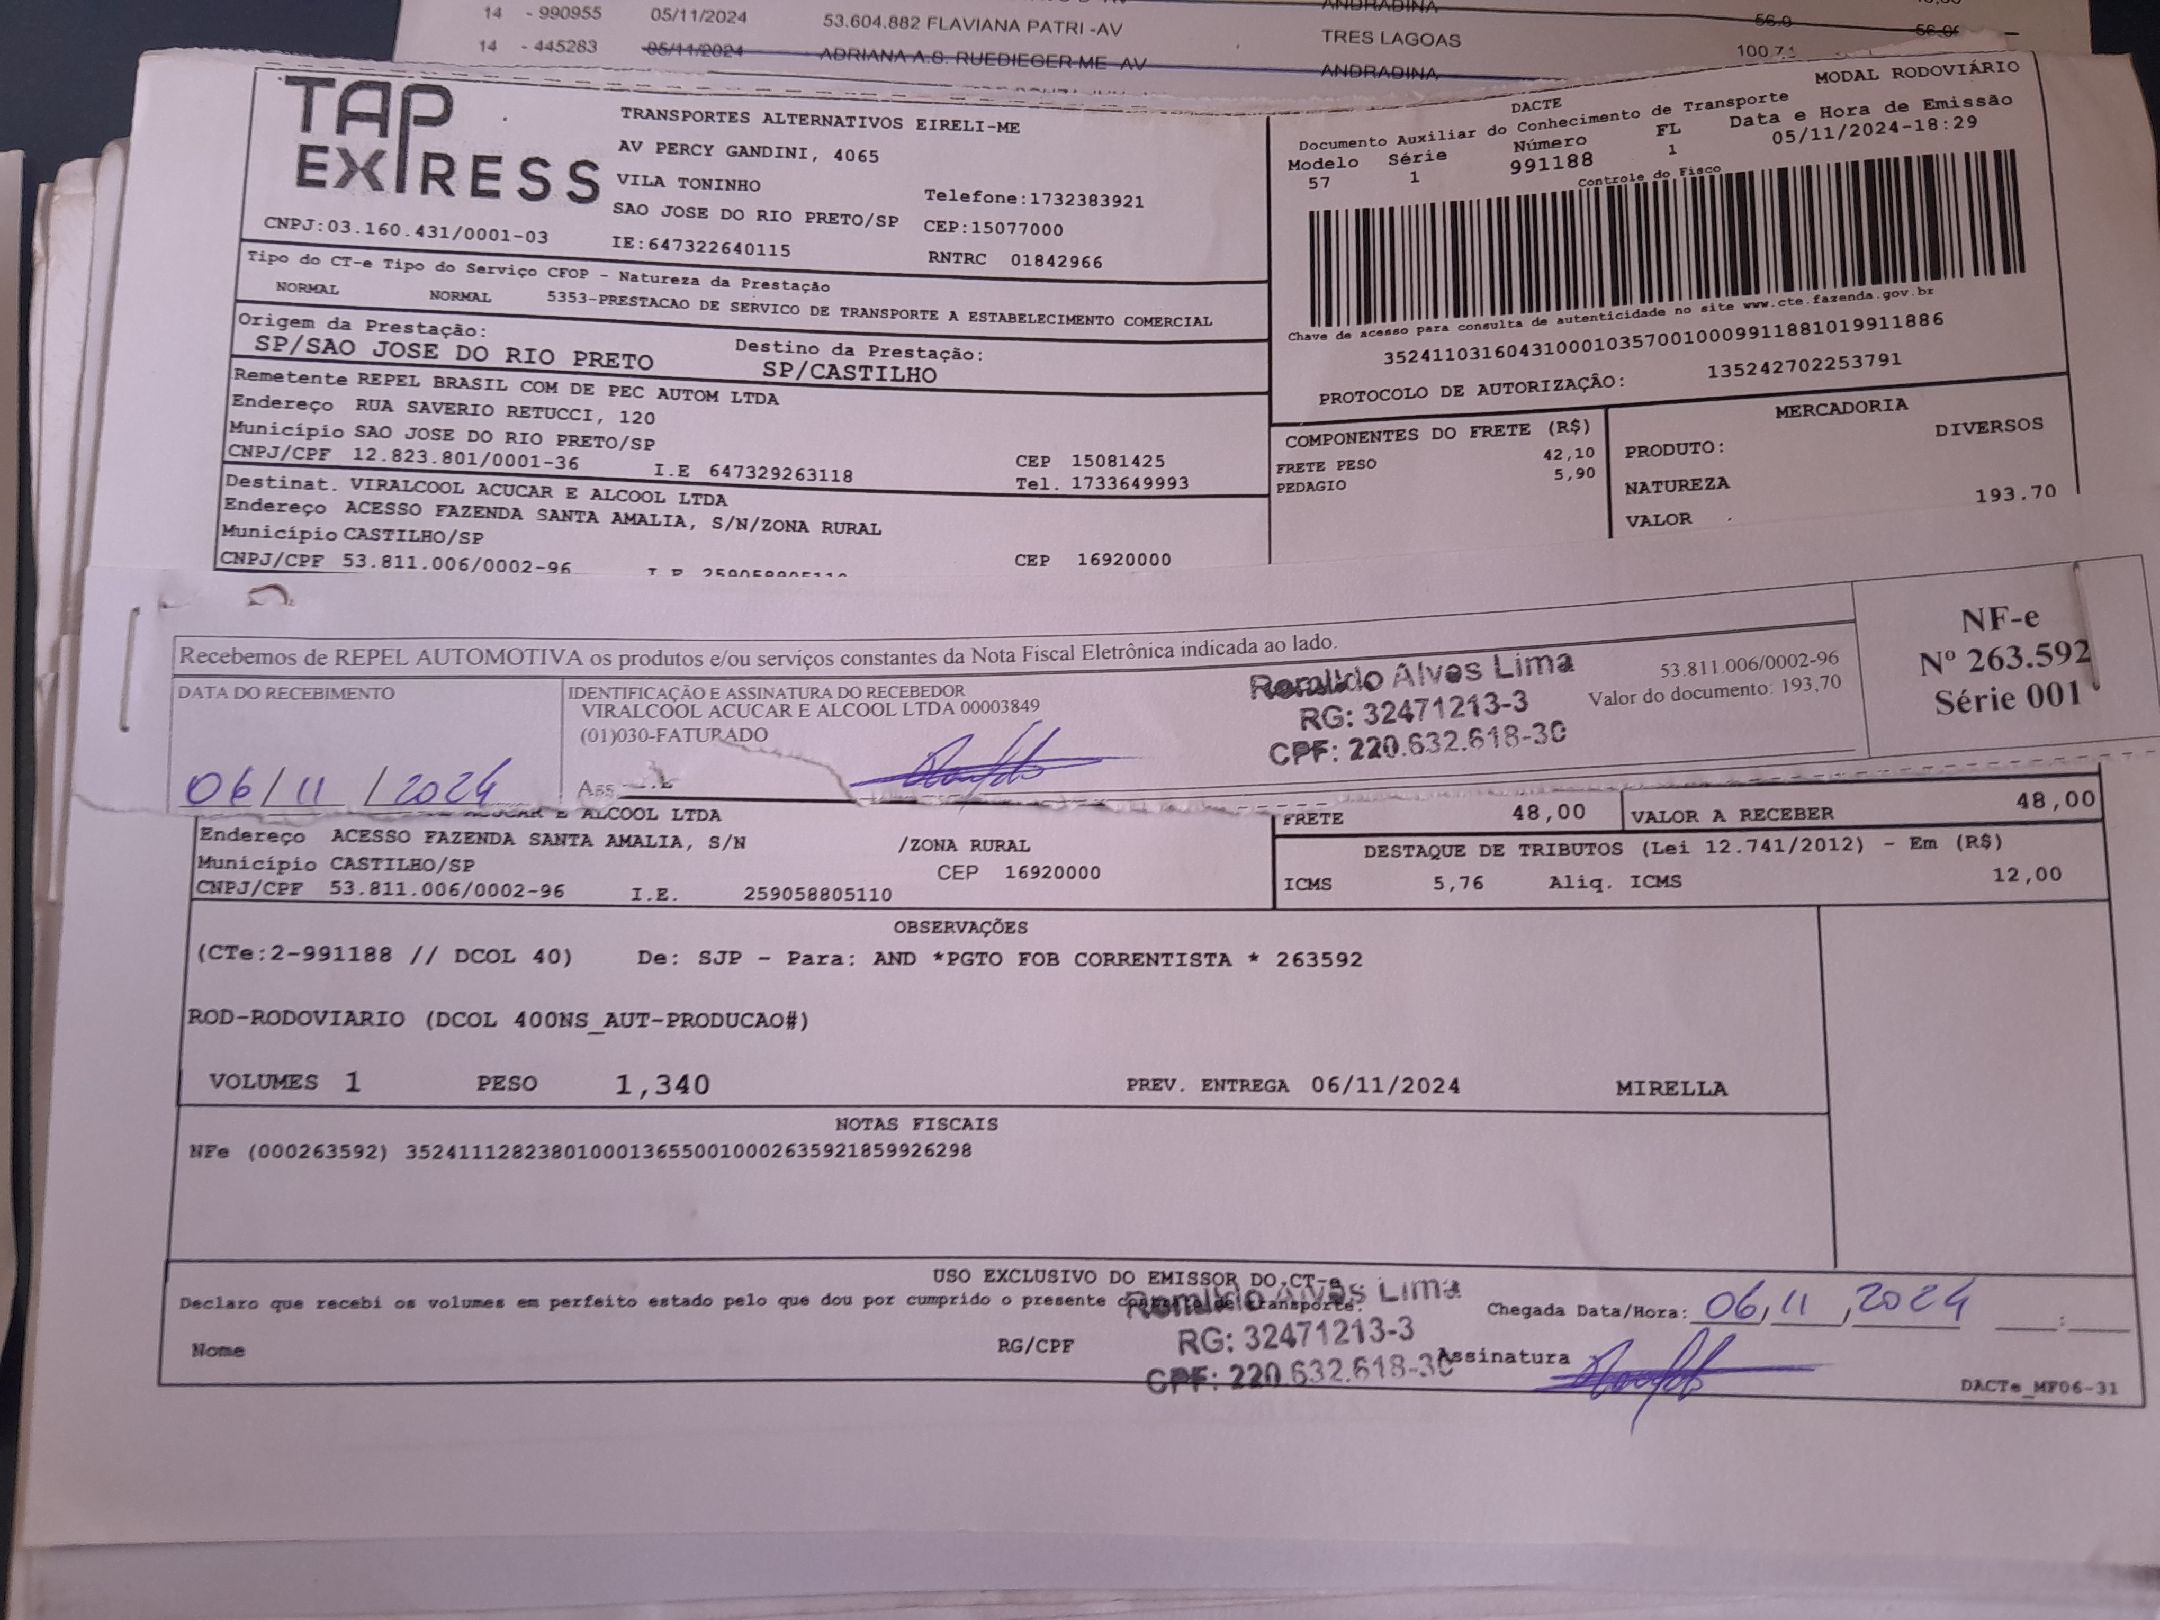 14 - 990955 05/11/2024 53.604.882 FLAVIANA PATRI -AV TRES LAGOAS 100,71
14 - 445283 05/11/2024 ADRIANA A.S. RUEDIEGER ME -AV ANDRADINA
TAP EXPRESS
TRANSPORTES ALTERNATIVOS EIRELI-ME
AV PERCY GANDINI, 4065
VILA TONINHO Telefone:1732383921
SAO JOSE DO RIO PRETO/SP CEP:15077000
CNPJ:03.160.431/0001-03 IE:647322640115 RNTRC 01842966
MODAL RODOVIÁRIO
DACTE
Documento Auxiliar do Conhecimento de Transporte
Modelo Série Número FL Data e Hora de Emissão
57 1 991188 1 05/11/2024-18:29
Controle do Fisco
Chave de acesso para consulta de autenticidade no site www.cte.fazenda.gov.br
35241103160431000103570010009911881019911886
PROTOCOLO DE AUTORIZAÇÃO: 135242702253791
Tipo do CT-e Tipo do Serviço CFOP - Natureza da Prestação
NORMAL NORMAL 5353-PRESTACAO DE SERVICO DE TRANSPORTE A ESTABELECIMENTO COMERCIAL
Origem da Prestação: Destino da Prestação:
SP/SAO JOSE DO RIO PRETO SP/CASTILHO
Remetente REPEL BRASIL COM DE PEC AUTOM LTDA
Endereço RUA SAVERIO RETUCCI, 120
Município SAO JOSE DO RIO PRETO/SP CEP 15081425
CNPJ/CPF 12.823.801/0001-36 I.E 647329263118 Tel. 1733649993
Destinat. VIRALCOOL ACUCAR E ALCOOL LTDA
Endereço ACESSO FAZENDA SANTA AMALIA, S/N/ZONA RURAL
Município CASTILHO/SP CEP 16920000
CNPJ/CPF 53.811.006/0002-96
COMPONENTES DO FRETE (R$)
FRETE PESO 42,10
PEDAGIO 5,90
MERCADORIA
PRODUTO: DIVERSOS
NATUREZA
VALOR 193.70
Recebemos de REPEL AUTOMOTIVA os produtos e/ou serviços constantes da Nota Fiscal Eletrônica indicada ao lado.
DATA DO RECEBIMENTO
06/11/2024
IDENTIFICAÇÃO E ASSINATURA DO RECEBEDOR
VIRALCOOL ACUCAR E ALCOOL LTDA 00003849
(01)030-FATURADO
Ass
Romildo Alves Lima
RG: 32471213-3
CPF: 220.632.618-30
53.811.006/0002-96
Valor do documento: 193,70
NF-e
Nº 263.592
Série 001
E ALCOOL LTDA
Endereço ACESSO FAZENDA SANTA AMALIA, S/N /ZONA RURAL
Município CASTILHO/SP CEP 16920000
CNPJ/CPF 53.811.006/0002-96 I.E. 259058805110
FRETE 48,00 VALOR A RECEBER 48,00
DESTAQUE DE TRIBUTOS (Lei 12.741/2012) - Em (R$)
ICMS 5,76 Aliq. ICMS 12,00
OBSERVAÇÕES
(CTe:2-991188 // DCOL 40) De: SJP - Para: AND *PGTO FOB CORRENTISTA * 263592
ROD-RODOVIARIO (DCOL 400NS_AUT-PRODUCAO#)
VOLUMES 1 PESO 1,340 PREV. ENTREGA 06/11/2024 MIRELLA
NOTAS FISCAIS
NFe (000263592) 35241112823801000136550010002635921859926298
USO EXCLUSIVO DO EMISSOR DO CT-e
Declaro que recebi os volumes em perfeito estado pelo que dou por cumprido o presente contrato de transporte. Chegada Data/Hora: 06/11/2024 :
Romildo Alves Lima
RG: 32471213-3
CPF: 220.632.618-30
Nome RG/CPF Assinatura
DACTe_MF06-31